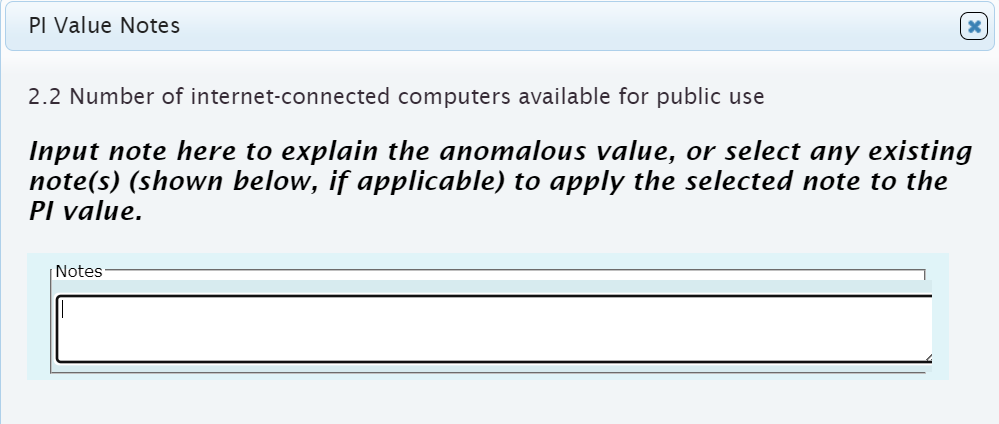 PI Value Notes
2.2 Number of internet-connected computers available for public use
Input note here to explain the anomalous value, or select any existing
note(s) (shown below, if applicable) to apply the selected note to the
PI value.
Notes